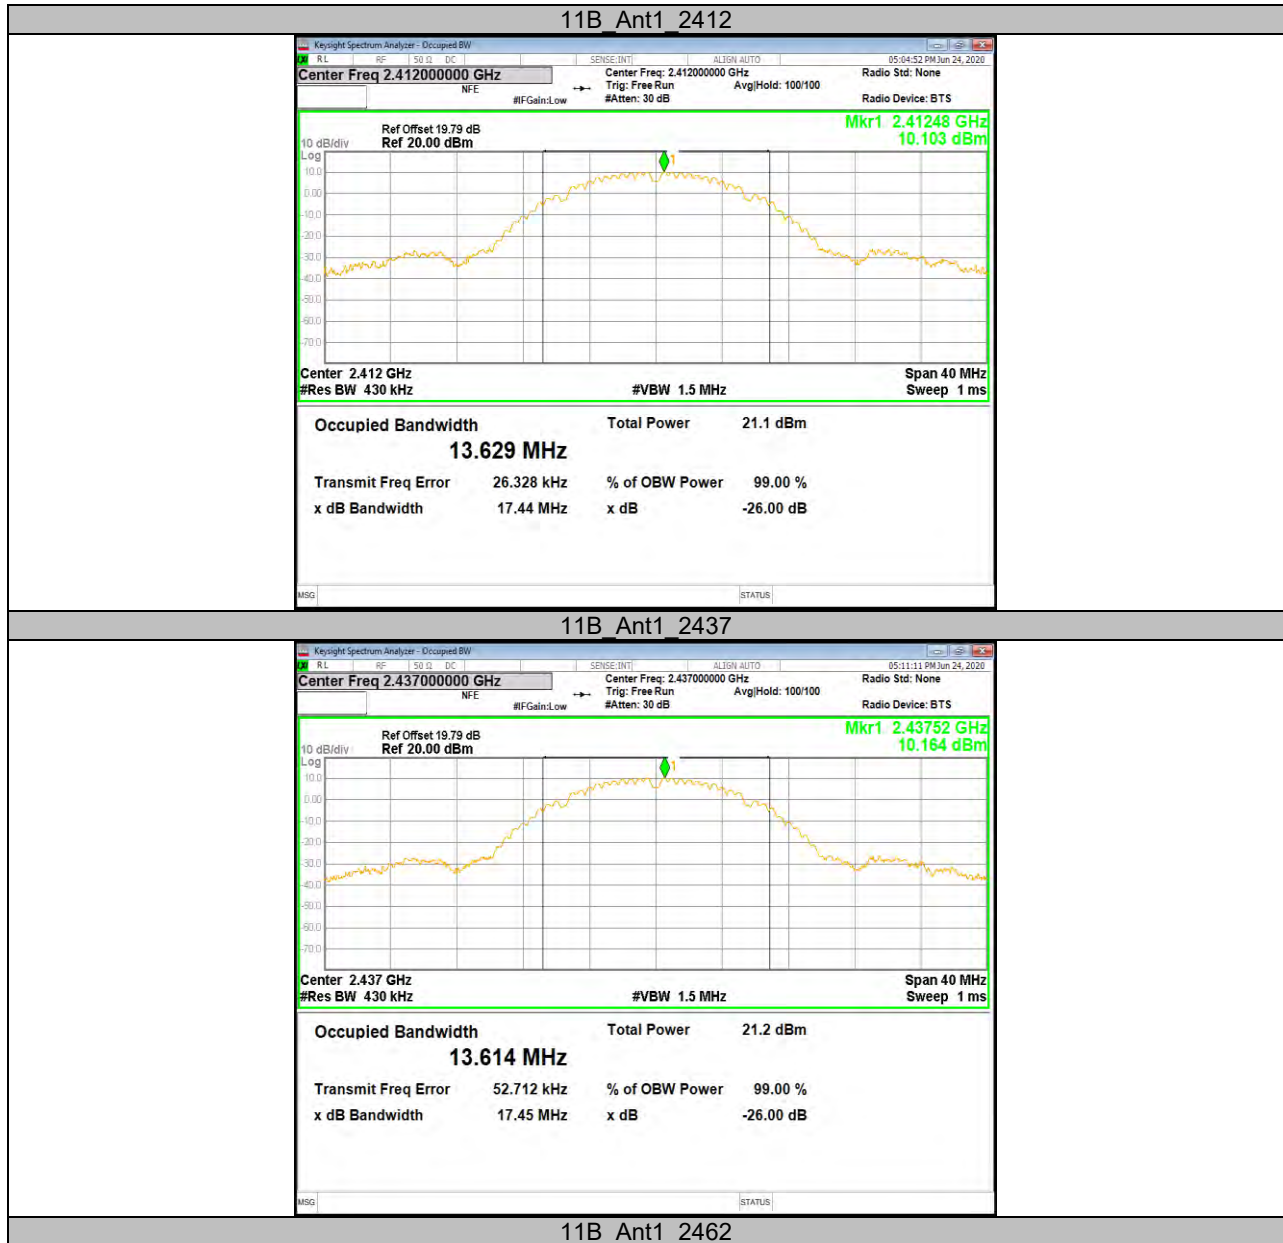 11B_Ant1_2412
Keysight Spectrum Analyzer - Occupied BW
RL RF 50 Ω DC SENSE:INT ALIGN AUTO 05:04:52 PM Jun 24, 2020
Center Freq 2.412000000 GHz Center Freq: 2.412000000 GHz Radio Std: None
NFE Trig: Free Run Avg|Hold: 100/100
#IFGain:Low #Atten: 30 dB Radio Device: BTS
Mkr1 2.41248 GHz
Ref Offset 19.79 dB 10.103 dBm
10 dB/div Ref 20.00 dBm
Log
1
10.0
0.00
-10.0
-20.0
-30.0
-40.0
-50.0
-60.0
-70.0
Center 2.412 GHz Span 40 MHz
#Res BW 430 kHz #VBW 1.5 MHz Sweep 1 ms
Occupied Bandwidth Total Power 21.1 dBm
13.629 MHz
Transmit Freq Error 26.328 kHz % of OBW Power 99.00 %
x dB Bandwidth 17.44 MHz x dB -26.00 dB
MSG STATUS
11B_Ant1_2437
Keysight Spectrum Analyzer - Occupied BW
RL RF 50 Ω DC SENSE:INT ALIGN AUTO 05:11:11 PM Jun 24, 2020
Center Freq 2.437000000 GHz Center Freq: 2.437000000 GHz Radio Std: None
NFE Trig: Free Run Avg|Hold: 100/100
#IFGain:Low #Atten: 30 dB Radio Device: BTS
Mkr1 2.43752 GHz
Ref Offset 19.79 dB 10.164 dBm
10 dB/div Ref 20.00 dBm
Log
1
10.0
0.00
-10.0
-20.0
-30.0
-40.0
-50.0
-60.0
-70.0
Center 2.437 GHz Span 40 MHz
#Res BW 430 kHz #VBW 1.5 MHz Sweep 1 ms
Occupied Bandwidth Total Power 21.2 dBm
13.614 MHz
Transmit Freq Error 52.712 kHz % of OBW Power 99.00 %
x dB Bandwidth 17.45 MHz x dB -26.00 dB
MSG STATUS
11B_Ant1_2462